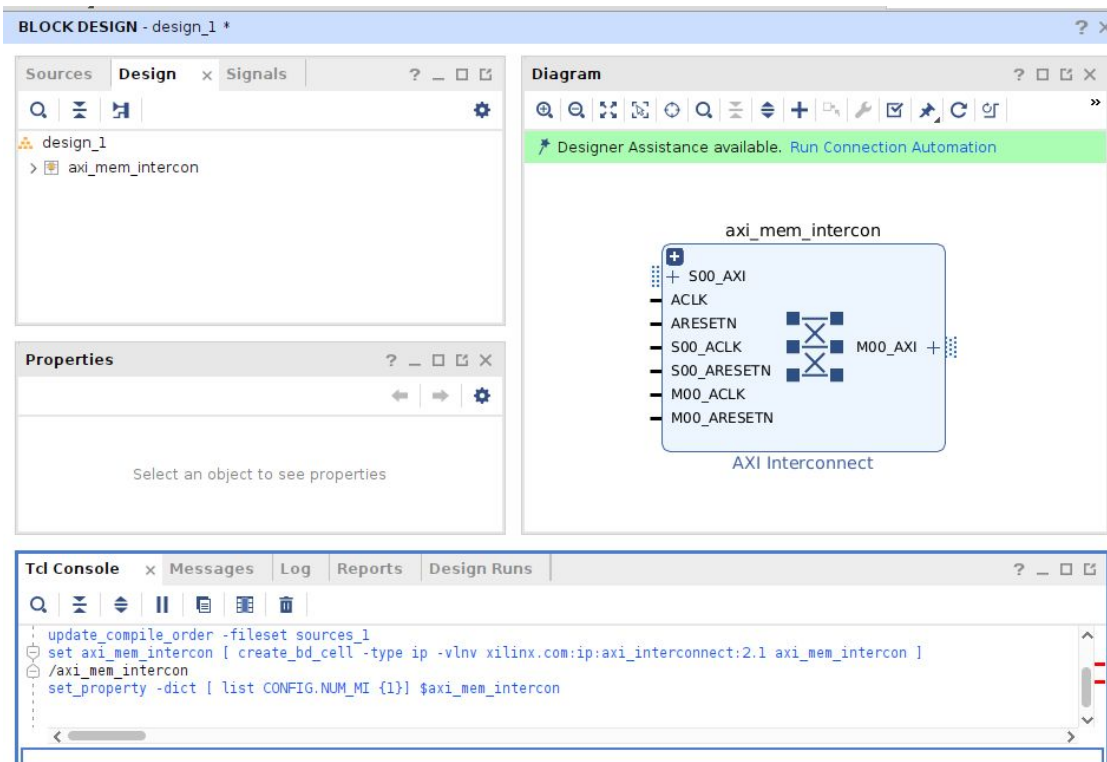 BLOCK DESIGN - design_1 *
Sources Design x Signals
design_1
axi_mem_intercon
Properties
Select an object to see properties
Diagram
Designer Assistance available. Run Connection Automation
axi_mem_intercon
S00_AXI
ACLK
ARESETN
S00_ACLK
M00_AXI
S00_ARESETN
M00_ACLK
M00_ARESETN
AXI Interconnect
Tcl Console x Messages Log Reports Design Runs
update_compile_order -fileset sources_1
set axi_mem_intercon [ create_bd_cell -type ip -vlnv xilinx.com:ip:axi_interconnect:2.1 axi_mem_intercon ]
/axi_mem_intercon
set_property -dict [ list CONFIG.NUM_MI {1}] $axi_mem_intercon